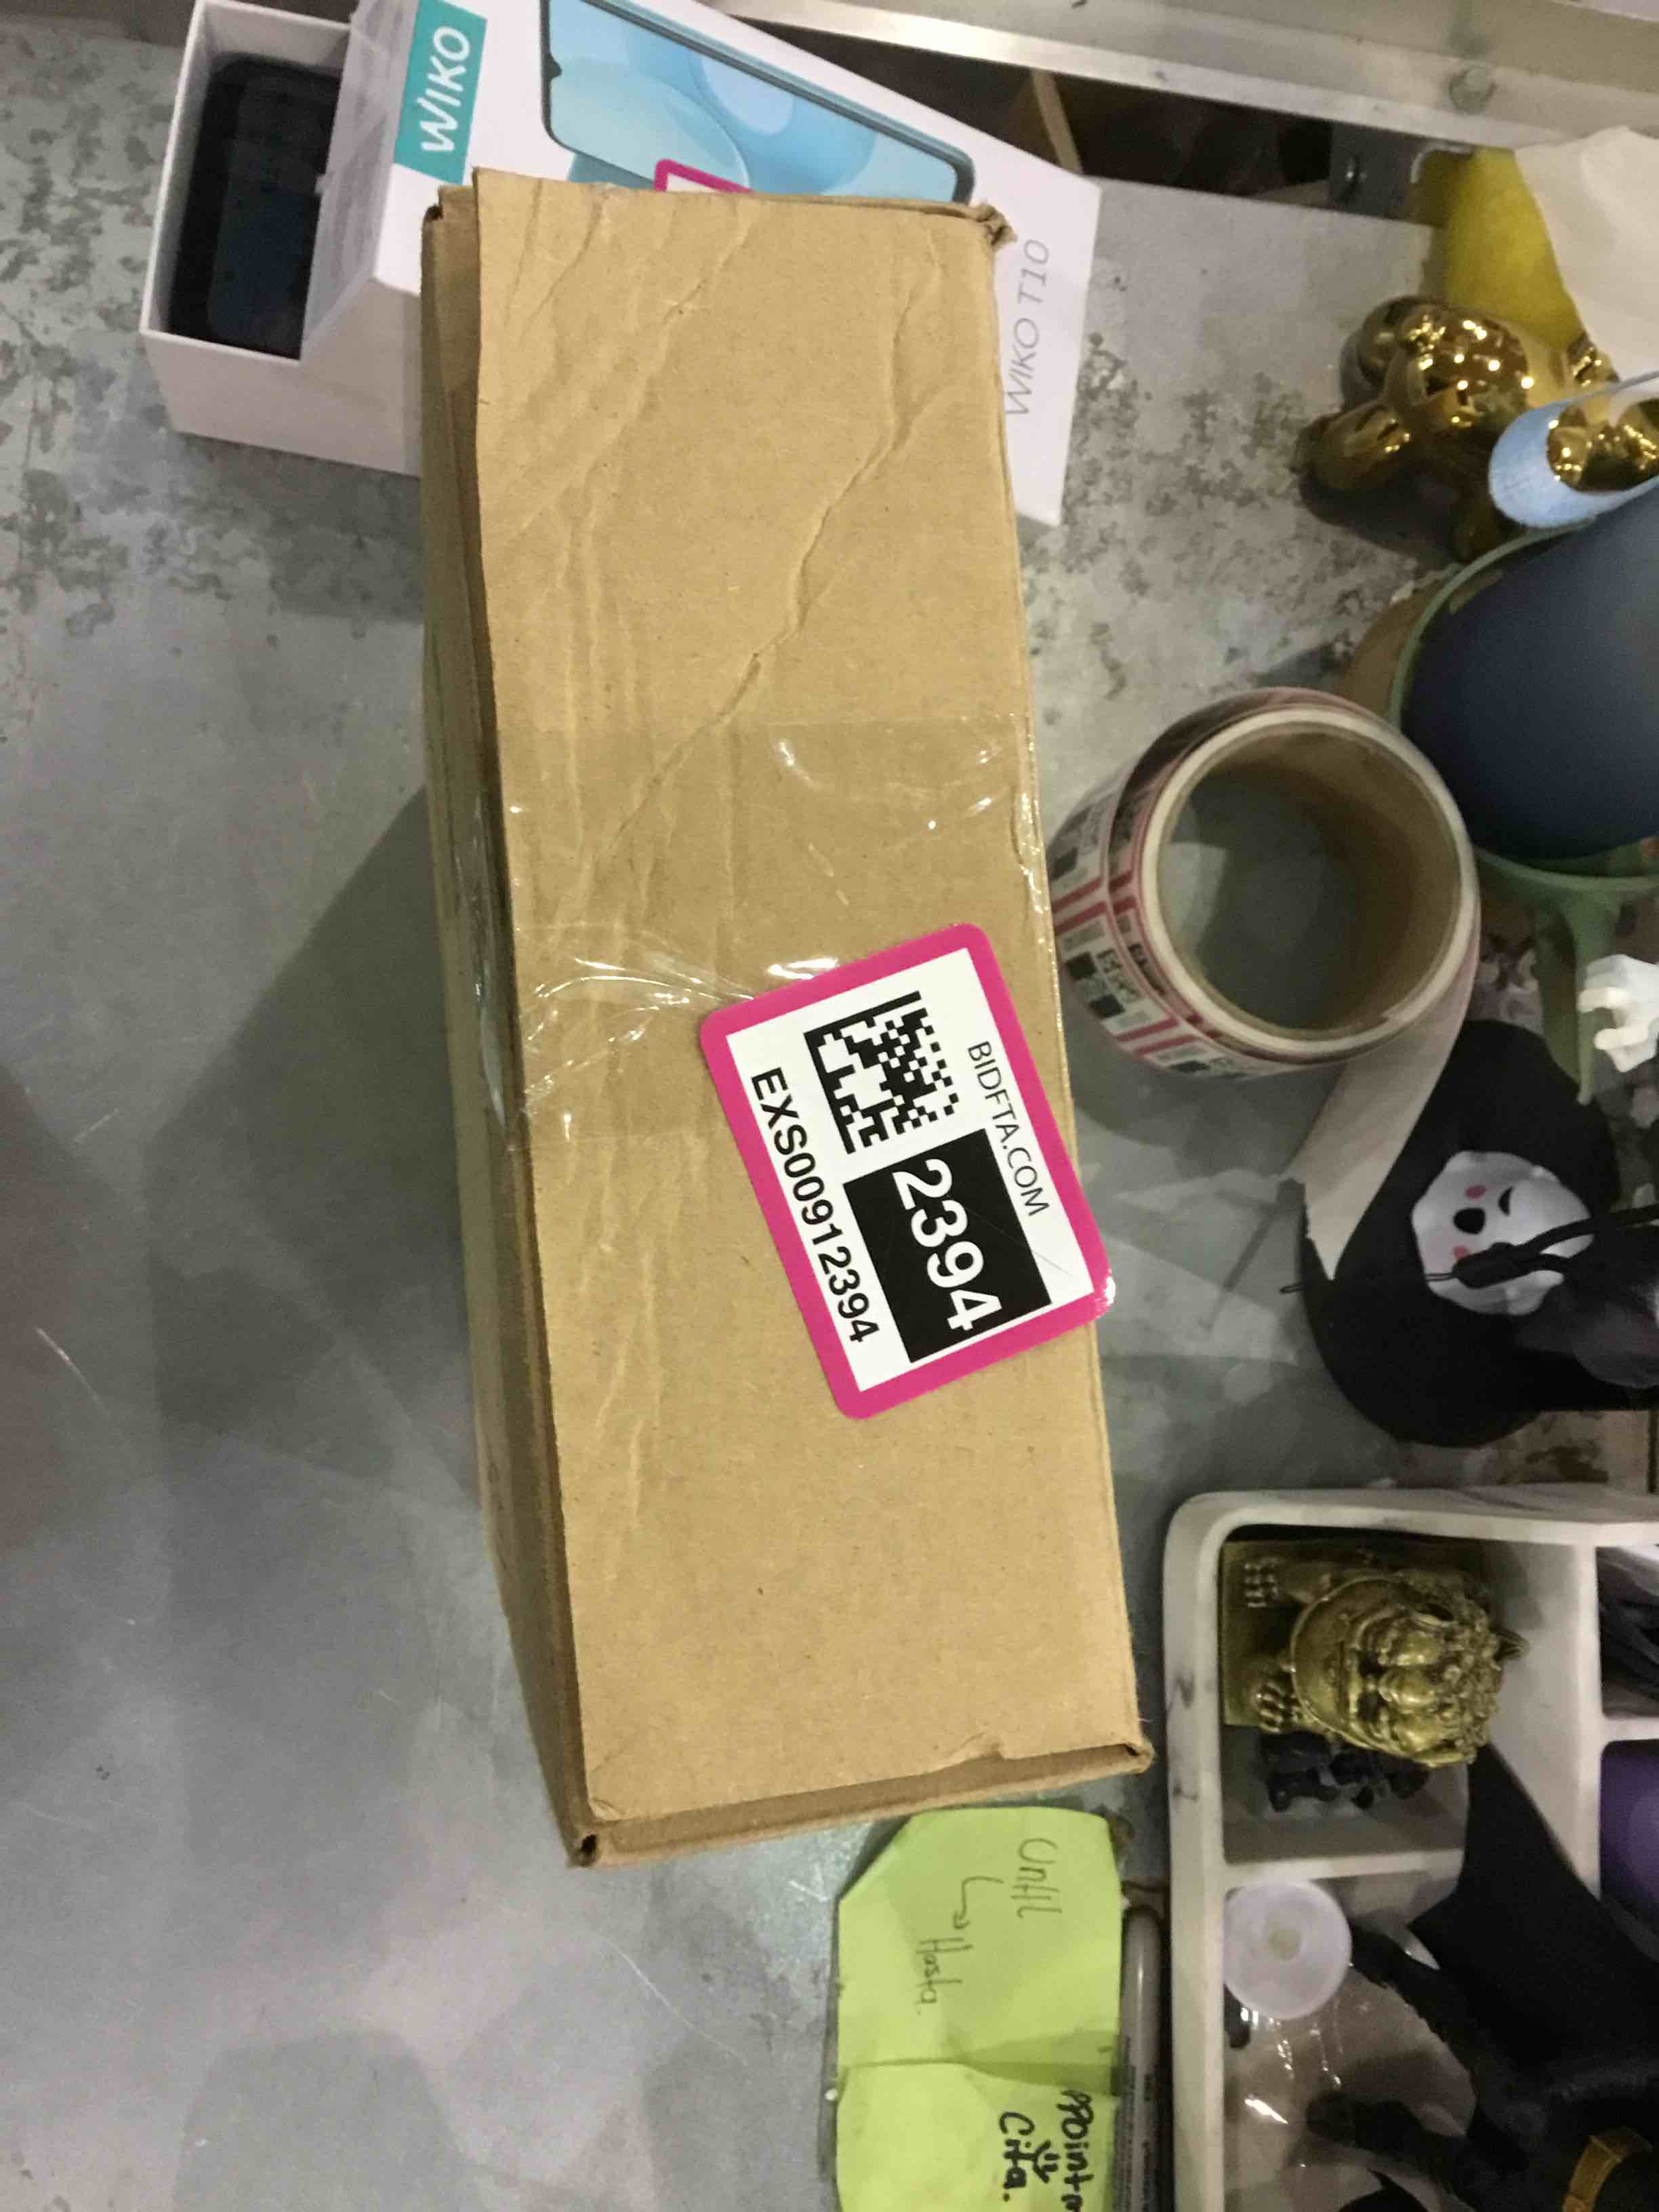 WIKO
WIKO T10
BIDFTA.COM
2394
EXS00912394
Until
Hasta.
Cita.